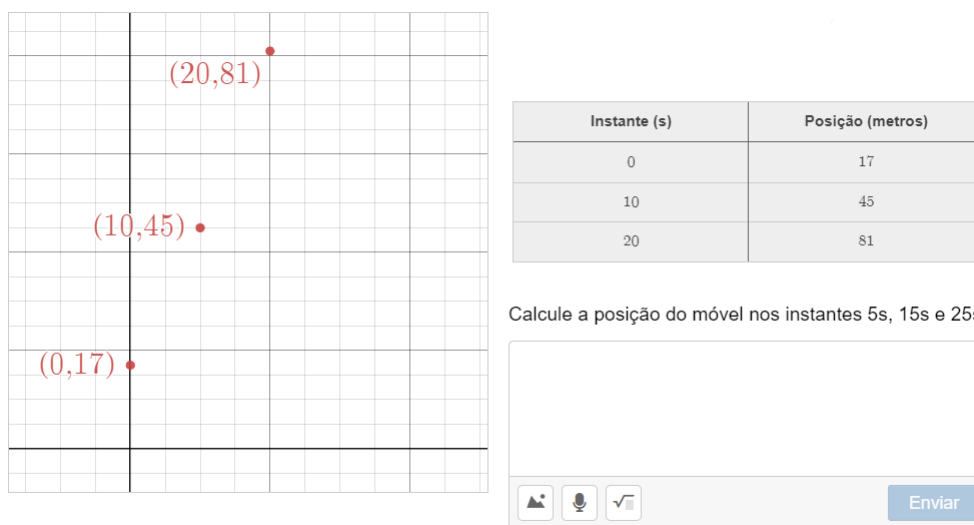 (20,81)
(10,45)
(0,17)
Instante (s) Posição (metros)
0 17
10 45
20 81
Calcule a posição do móvel nos instantes 5s, 15s e 25s
Enviar